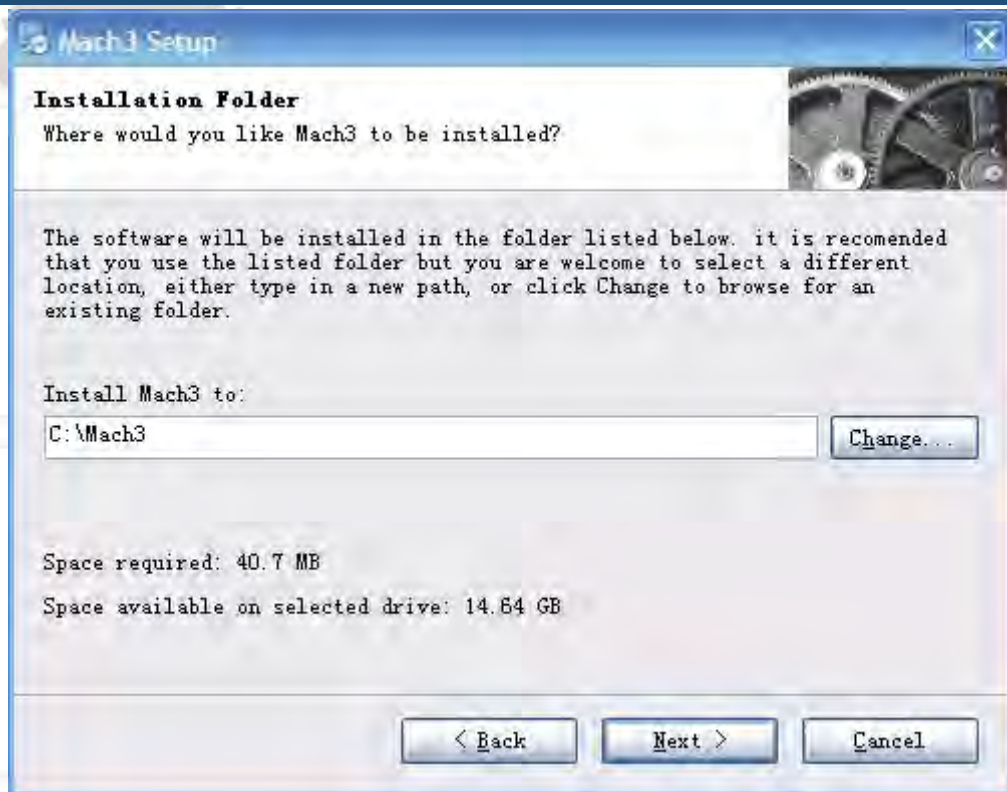 Mach3 Setup
Installation Folder
Where would you like Mach3 to be installed?
The software will be installed in the folder listed below. it is recomended
that you use the listed folder but you are welcome to select a different
location, either type in a new path, or click Change to browse for an
existing folder.
Install Mach3 to:
C:\Mach3
Change...
Space required: 40.7 MB
Space available on selected drive: 14.64 GB
< Back
Next >
Cancel